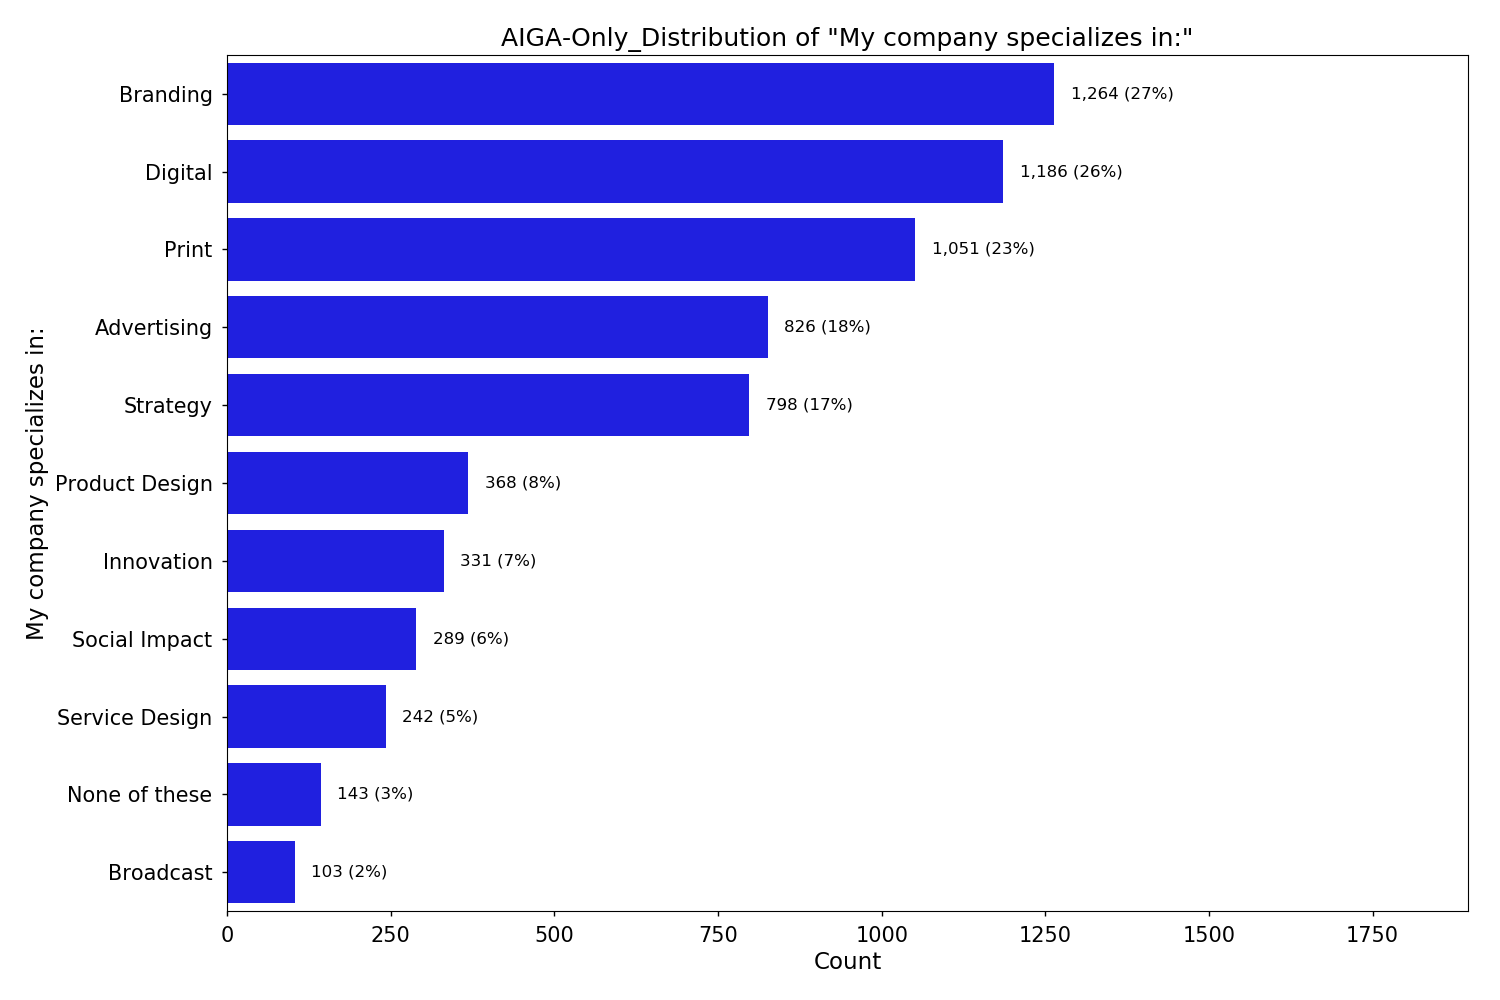 AIGA-Only_Distribution of "My company specializes in:"
My company specializes in:
Branding 1,264 (27%)
Digital 1,186 (26%)
Print 1,051 (23%)
Advertising 826 (18%)
Strategy 798 (17%)
Product Design 368 (8%)
Innovation 331 (7%)
Social Impact 289 (6%)
Service Design 242 (5%)
None of these 143 (3%)
Broadcast 103 (2%)
0 250 500 750 1000 1250 1500 1750
Count